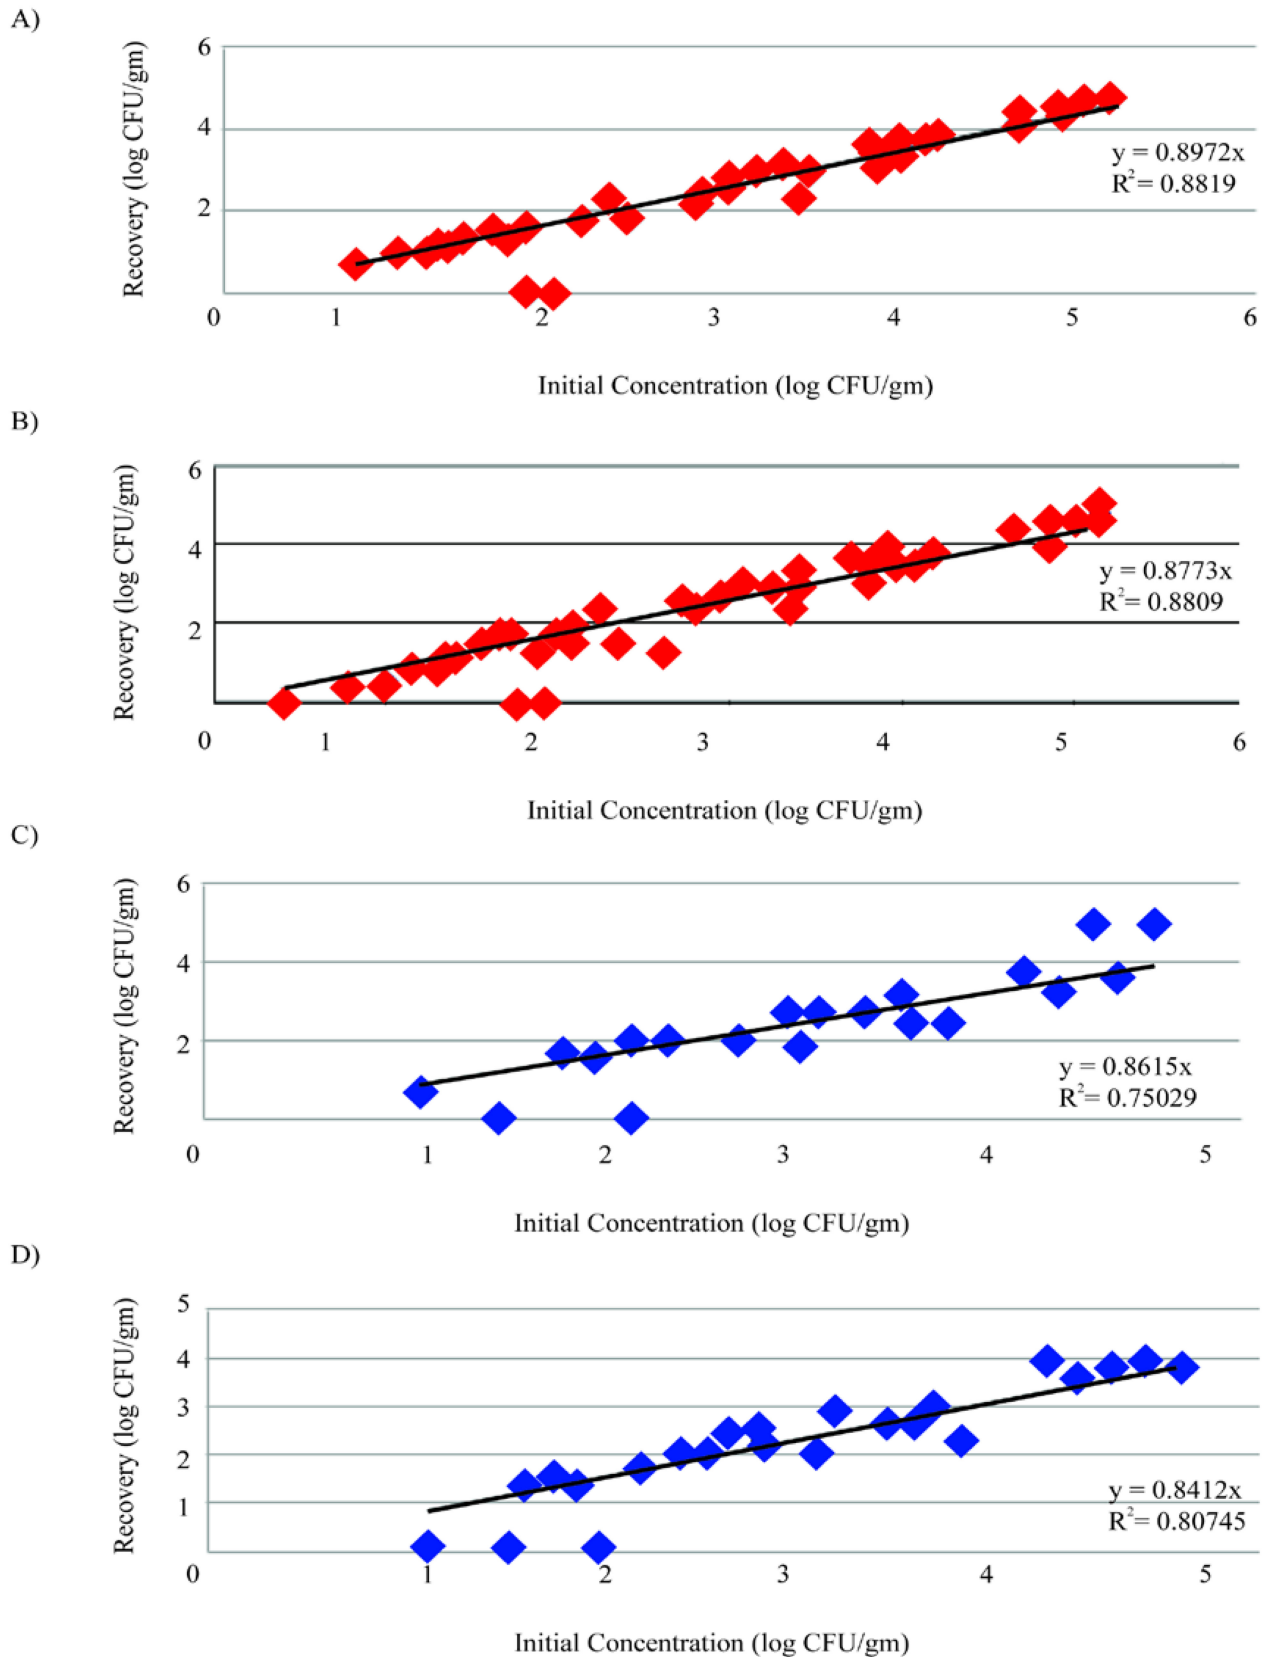 A)
Recovery (log CFU/gm)
6
4
2
y = 0.8972x
R²= 0.8819
0 1 2 3 4 5 6
Initial Concentration (log CFU/gm)
B)
Recovery (log CFU/gm)
6
4
2
y = 0.8773x
R²= 0.8809
0 1 2 3 4 5 6
Initial Concentration (log CFU/gm)
C)
Recovery (log CFU/gm)
6
4
2
y = 0.8615x
R²= 0.75029
0 1 2 3 4 5
Initial Concentration (log CFU/gm)
D)
Recovery (log CFU/gm)
5
4
3
2
1
y = 0.8412x
R²= 0.80745
0 1 2 3 4 5
Initial Concentration (log CFU/gm)